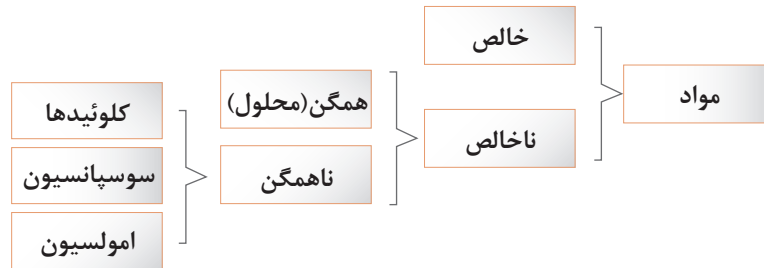 مواد
خالص
ناخالص
همگن(محلول)
ناهمگن
کلوئیدها
سوسپانسیون
امولسیون